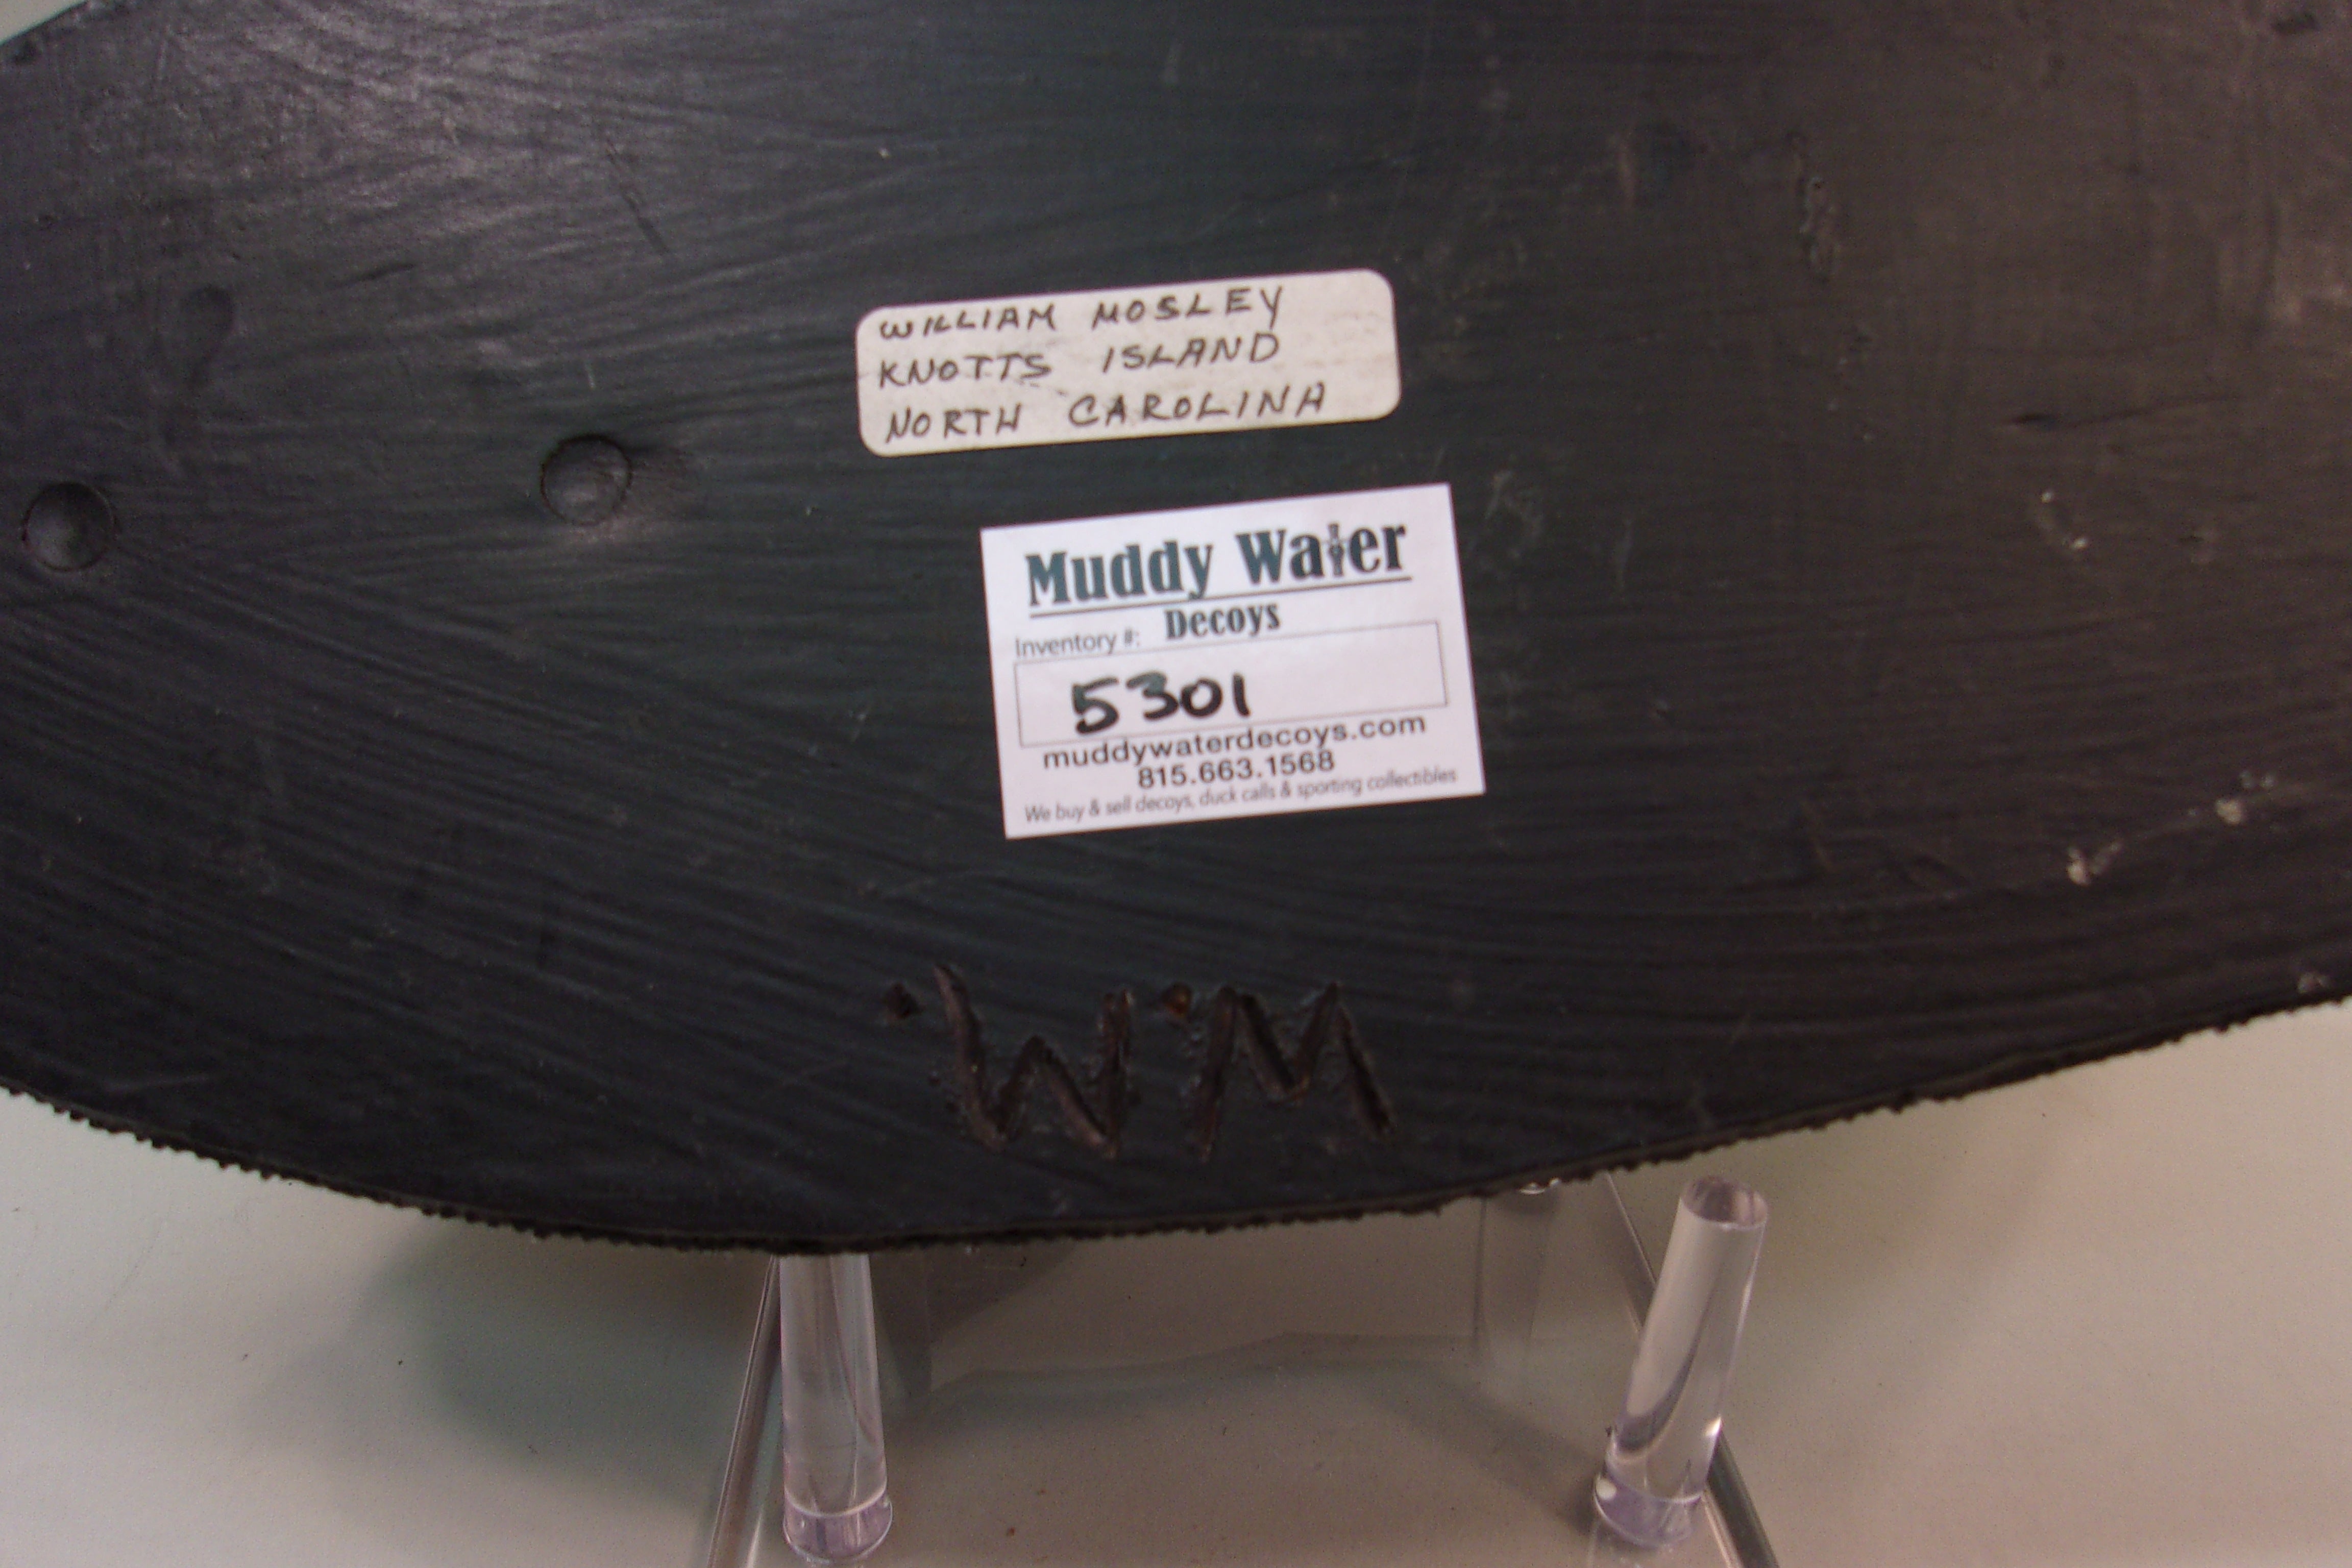 WILLIAM MOSLEY
KNOTTS ISLAND
NORTH CAROLINA
Muddy Water
Decoys
Inventory #:
5301
muddywaterdecoys.com
815.663.1568
We buy & sell decoys, duck calls & sporting collectibles
WM